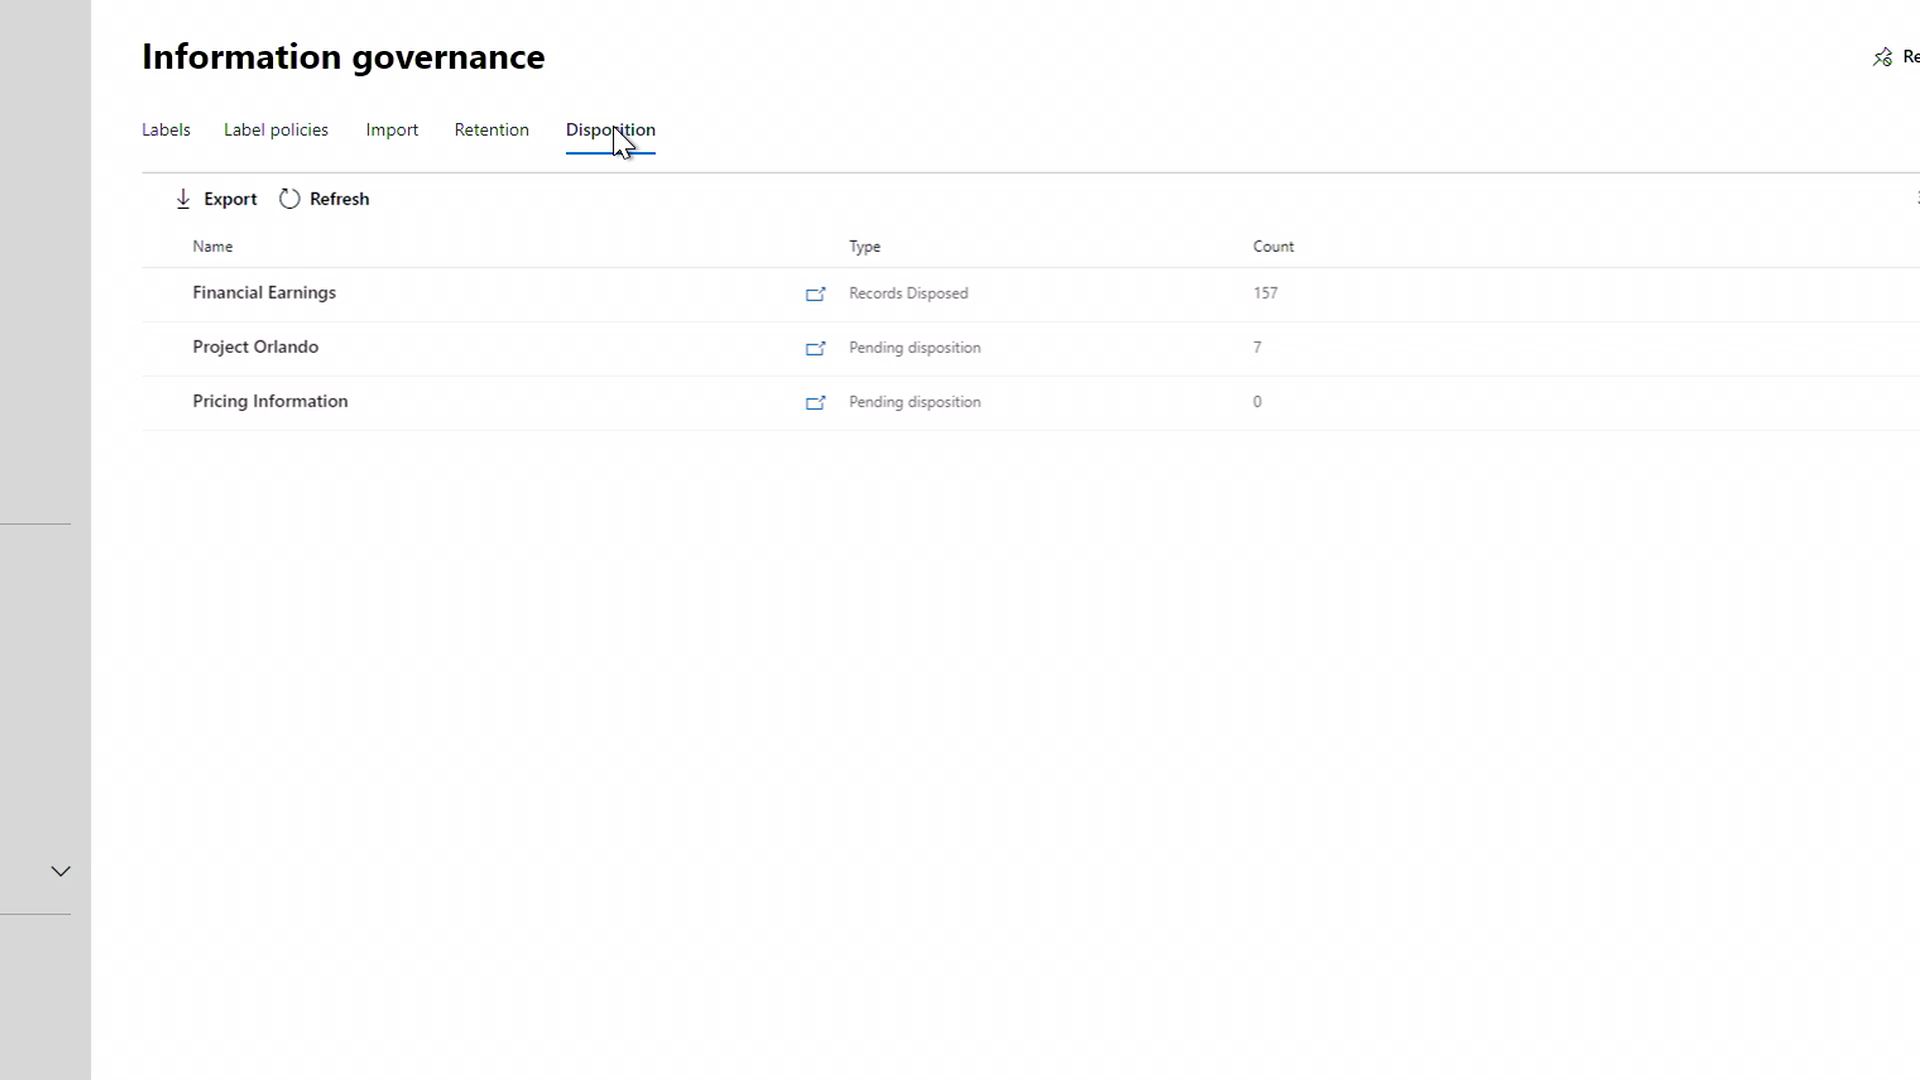 Information governance
Labels Label policies Import Retention Disposition
Export Refresh
Name Type Count
Financial Earnings Records Disposed 157
Project Orlando Pending disposition 7
Pricing Information Pending disposition 0